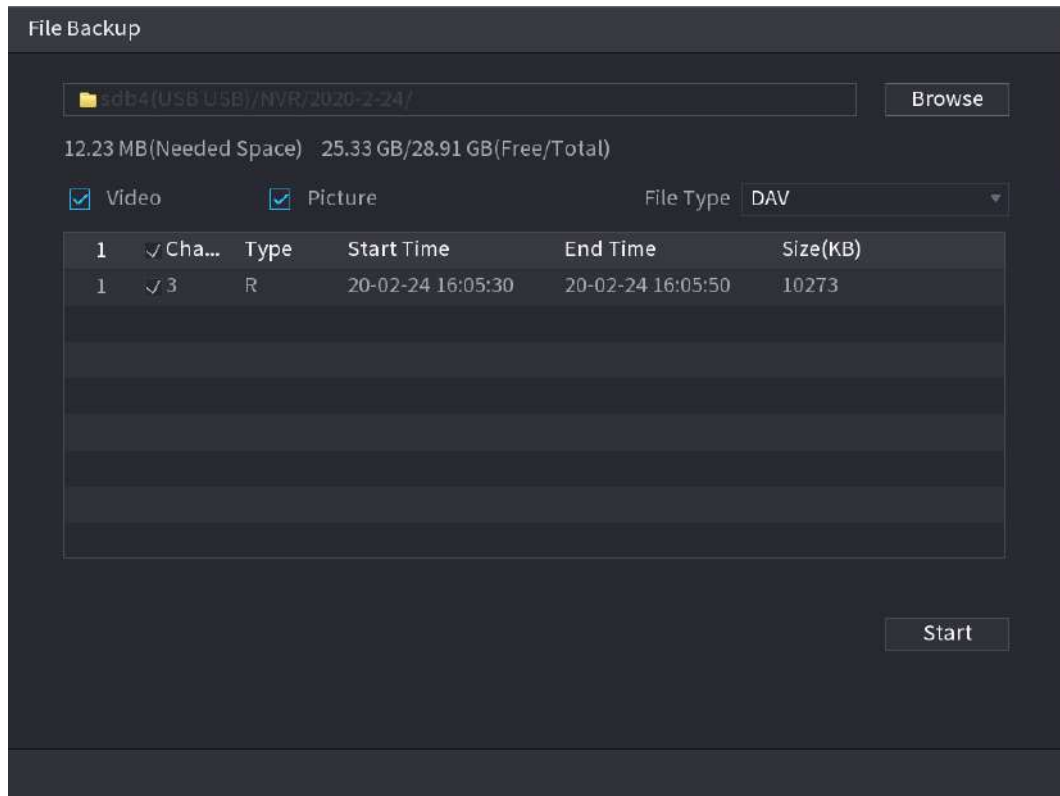 File Backup
sdb4(USB USB)/NVR/2020-2-24/ Browse
12.23 MB(Needed Space) 25.33 GB/28.91 GB(Free/Total)
Video Picture File Type DAV
1 Cha... Type Start Time End Time Size(KB)
1 3 R 20-02-24 16:05:30 20-02-24 16:05:50 10273
Start